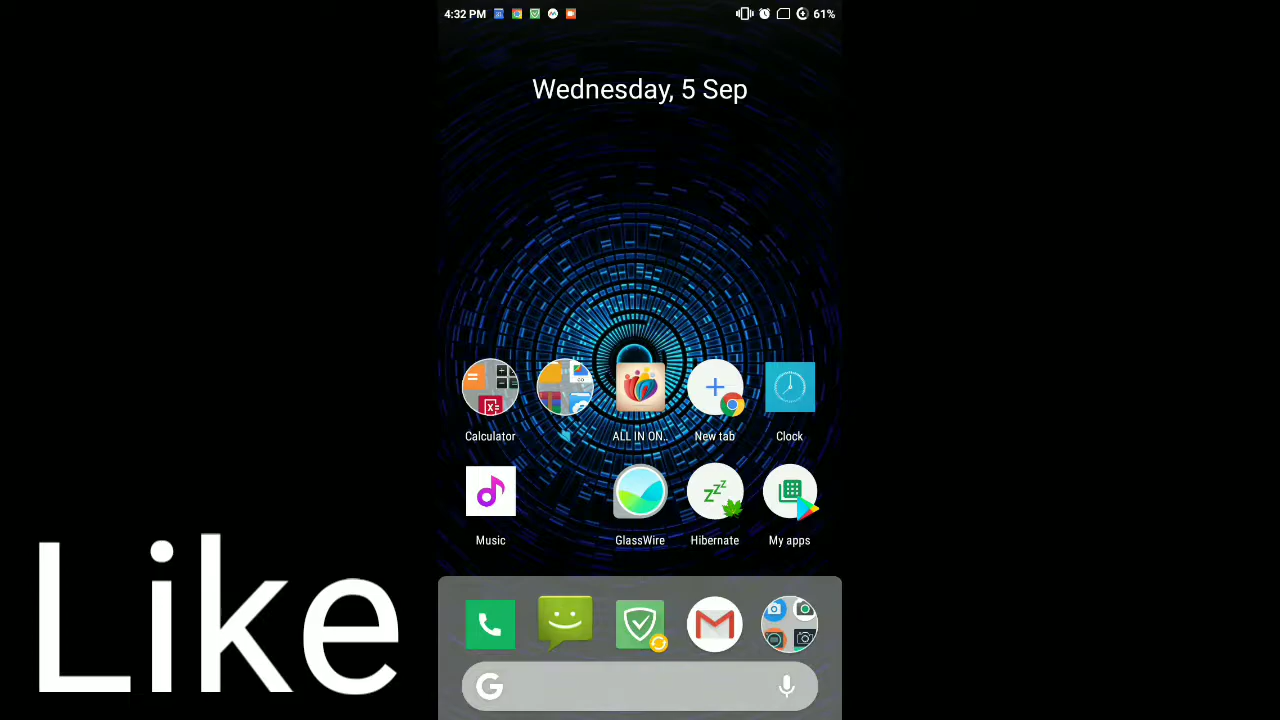 4:32 PM 61%
Wednesday, 5 Sep
Calculator ALL IN ON.. New tab Clock
Music GlassWire Hibernate My apps
Like